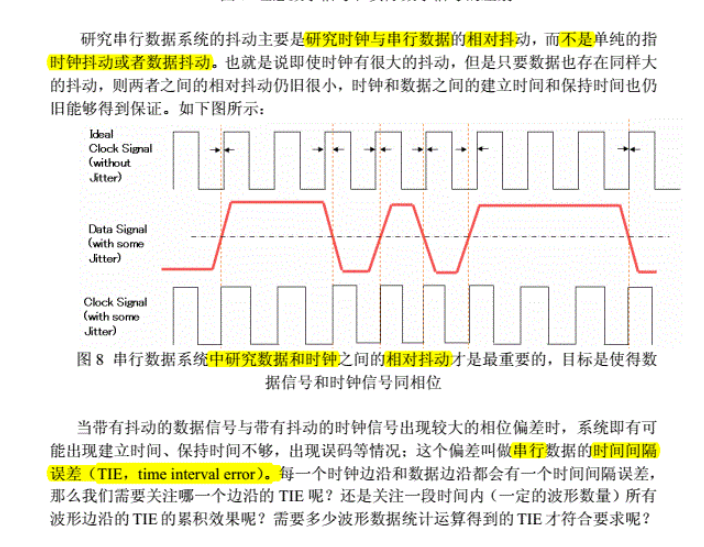 研究串行数据系统的抖动主要是研究时钟与串行数据的相对抖动，而不是单纯的指
时钟抖动或者数据抖动。也就是说即使时钟有很大的抖动，但是只要数据也存在同样大
的抖动，则两者之间的相对抖动仍旧很小，时钟和数据之间的建立时间和保持时间也仍
旧能够得到保证。如下图所示：
Ideal
Clock Signal
(without
Jitter)
Data Signal
(with some
Jitter)
Clock Signal
(with some
Jitter)
图 8 串行数据系统中研究数据和时钟之间的相对抖动才是最重要的，目标是使得数
据信号和时钟信号同相位
当带有抖动的数据信号与带有抖动的时钟信号出现较大的相位偏差时，系统即有可
能出现建立时间、保持时间不够，出现误码等情况；这个偏差叫做串行数据的时间间隔
误差（TIE，time interval error）。每一个时钟边沿和数据边沿都会有一个时间间隔误差，
那么我们需要关注哪一个边沿的 TIE 呢？还是关注一段时间内（一定的波形数量）所有
波形边沿的 TIE 的累积效果呢？需要多少波形数据统计运算得到的 TIE 才符合要求呢？